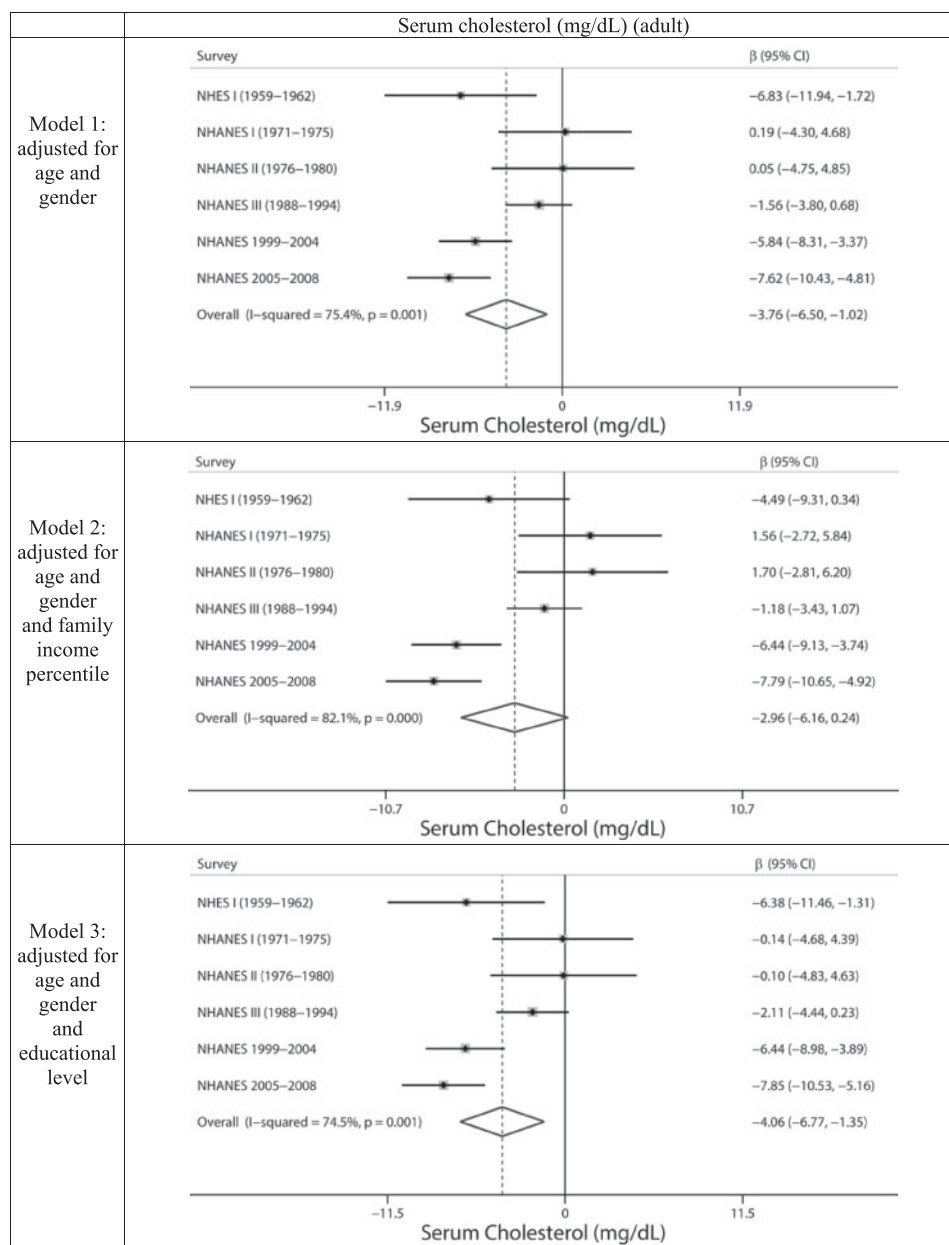 Serum cholesterol (mg/dL) (adult)
Model 1:
adjusted for
age and
gender
Survey β (95% CI)
NHES I (1959−1962) −6.83 (−11.94, −1.72)
NHANES I (1971−1975) 0.19 (−4.30, 4.68)
NHANES II (1976−1980) 0.05 (−4.75, 4.85)
NHANES III (1988−1994) −1.56 (−3.80, 0.68)
NHANES 1999−2004 −5.84 (−8.31, −3.37)
NHANES 2005−2008 −7.62 (−10.43, −4.81)
Overall (I−squared = 75.4%, p = 0.001) −3.76 (−6.50, −1.02)
−11.9 0 11.9
Serum Cholesterol (mg/dL)
Model 2:
adjusted for
age and
gender
and family
income
percentile
Survey β (95% CI)
NHES I (1959−1962) −4.49 (−9.31, 0.34)
NHANES I (1971−1975) 1.56 (−2.72, 5.84)
NHANES II (1976−1980) 1.70 (−2.81, 6.20)
NHANES III (1988−1994) −1.18 (−3.43, 1.07)
NHANES 1999−2004 −6.44 (−9.13, −3.74)
NHANES 2005−2008 −7.79 (−10.65, −4.92)
Overall (I−squared = 82.1%, p = 0.000) −2.96 (−6.16, 0.24)
−10.7 0 10.7
Serum Cholesterol (mg/dL)
Model 3:
adjusted for
age and
gender
and
educational
level
Survey β (95% CI)
NHES I (1959−1962) −6.38 (−11.46, −1.31)
NHANES I (1971−1975) −0.14 (−4.68, 4.39)
NHANES II (1976−1980) −0.10 (−4.83, 4.63)
NHANES III (1988−1994) −2.11 (−4.44, 0.23)
NHANES 1999−2004 −6.44 (−8.98, −3.89)
NHANES 2005−2008 −7.85 (−10.53, −5.16)
Overall (I−squared = 74.5%, p = 0.001) −4.06 (−6.77, −1.35)
−11.5 0 11.5
Serum Cholesterol (mg/dL)